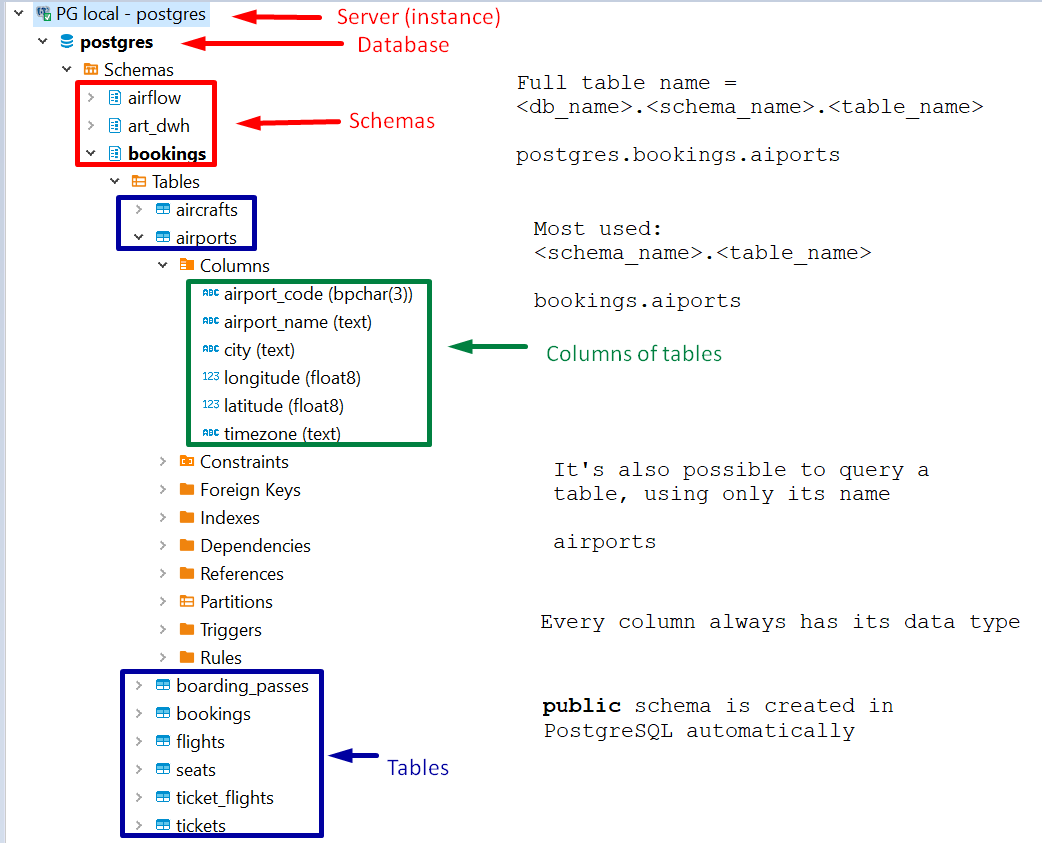 PG local - postgres
Server (instance)
postgres
Database
Schemas
airflow
art_dwh
Schemas
bookings
Tables
aircrafts
airports
Columns
airport_code (bpchar(3))
airport_name (text)
city (text)
longitude (float8)
latitude (float8)
timezone (text)
Columns of tables
Constraints
Foreign Keys
Indexes
Dependencies
References
Partitions
Triggers
Rules
boarding_passes
bookings
flights
seats
ticket_flights
tickets
Tables
Full table name =
<db_name>.<schema_name>.<table_name>
postgres.bookings.aiports
Most used:
<schema_name>.<table_name>
bookings.aiports
It's also possible to query a
table, using only its name
airports
Every column always has its data type
public schema is created in
PostgreSQL automatically